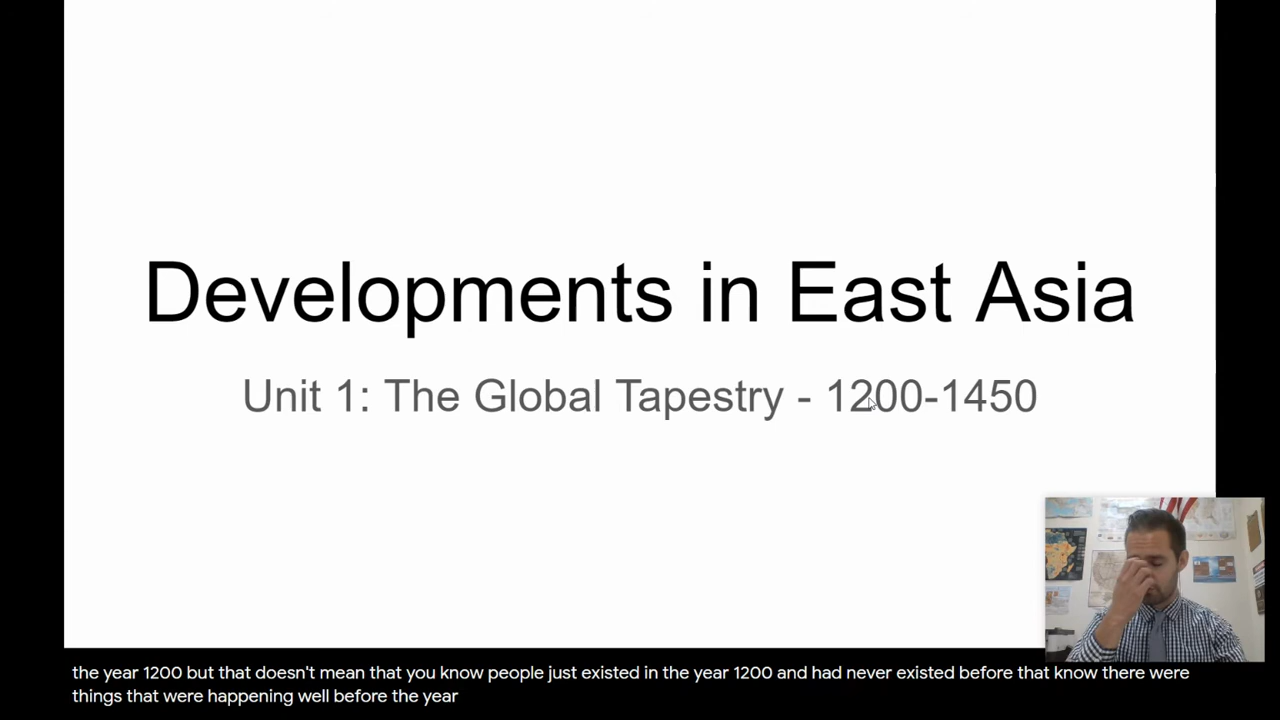 Developments in East Asia
Unit 1: The Global Tapestry - 1200-1450
the year 1200 but that doesn't mean that you know people just existed in the year 1200 and had never existed before that know there were
things that were happening well before the year